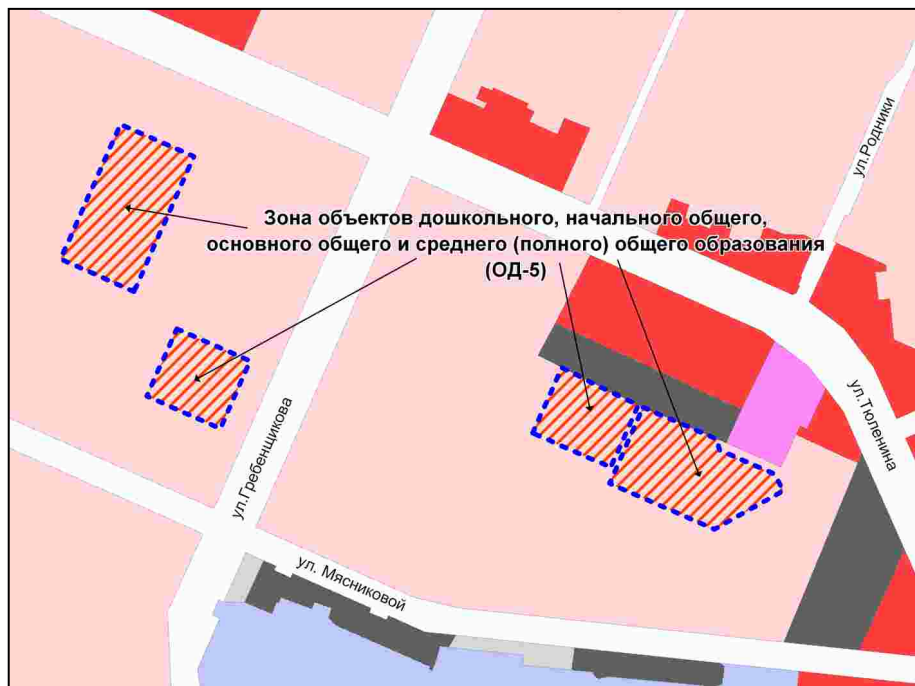 ул.Родники
Зона объектов дошкольного, начального общего,
основного общего и среднего (полного) общего образования
(ОД-5)
ул.Тюленина
ул.Гребенщикова
ул. Мясниковой